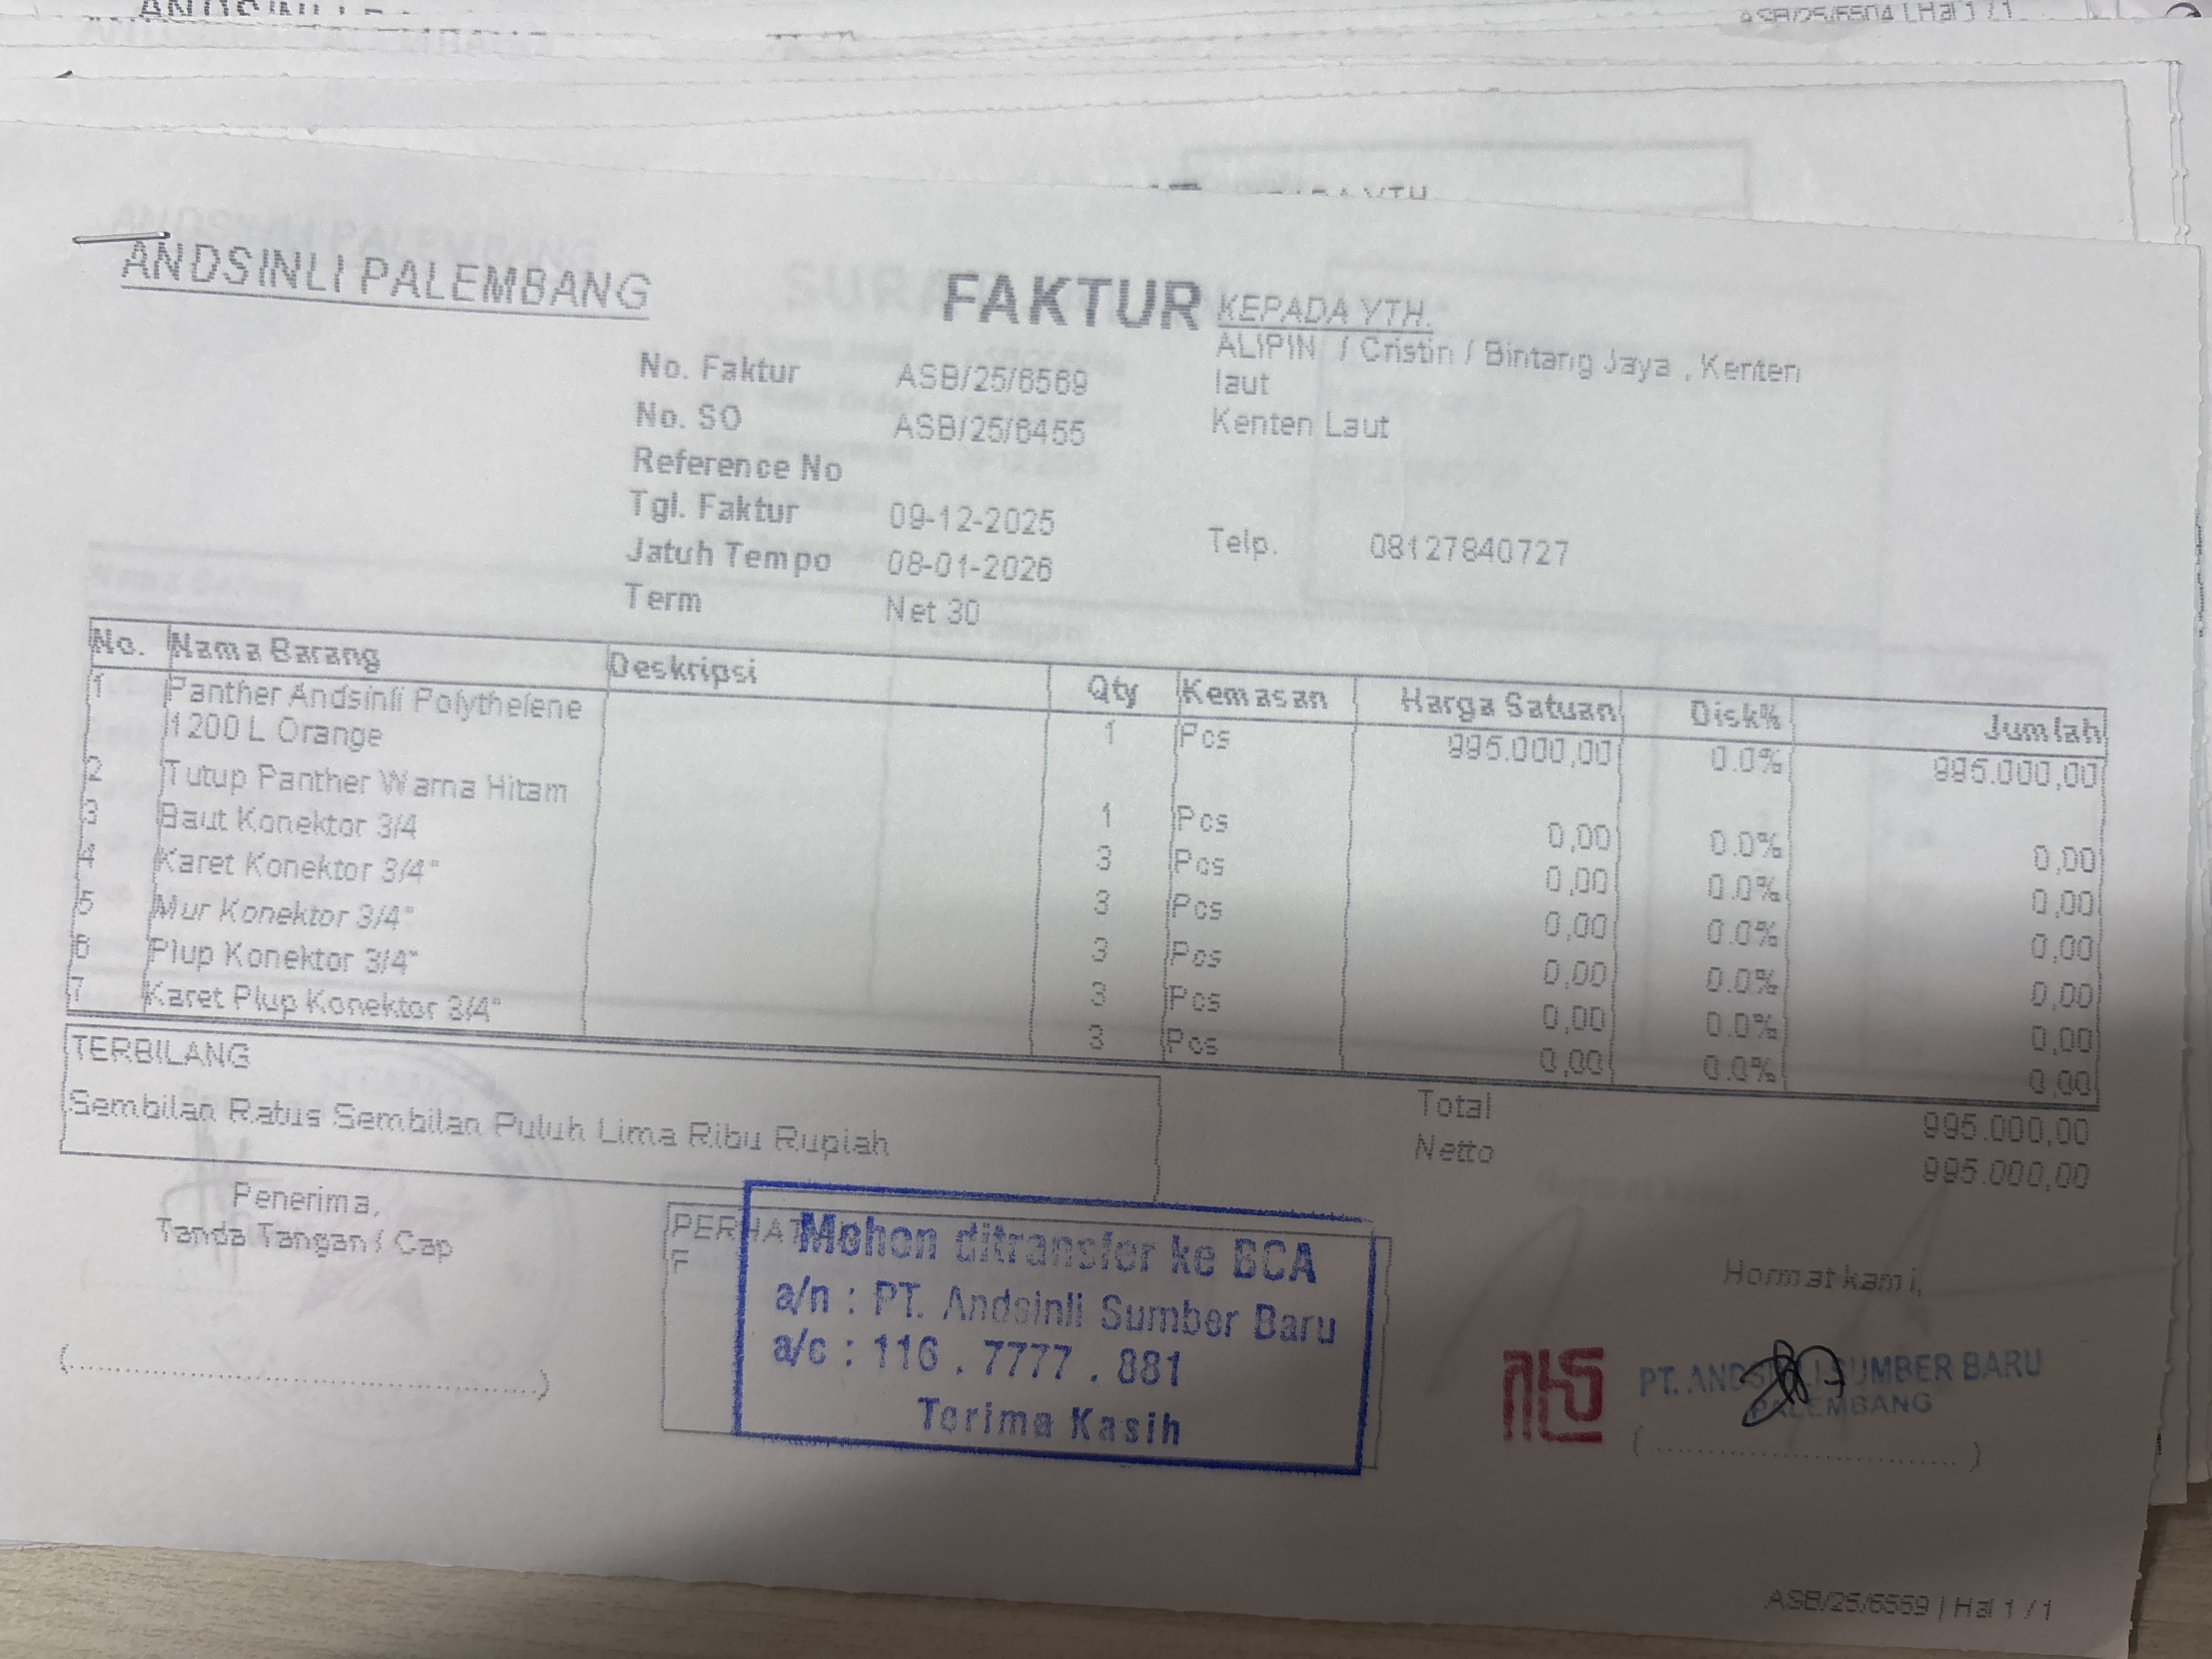 ASB/25/6504 | Hal 1 / 1
ANDSINLI PALEMBANG
FAKTUR
KEPADA YTH.
ALIPIN / Cristin / Bintang Jaya , Kenten
laut
Kenten Laut
No. Faktur ASB/25/6569
No. SO ASB/25/6455
Reference No
Tgl. Faktur 09-12-2025
Jatuh Tempo 08-01-2026
Term Net 30
Telp. 08127840727
No. Nama Barang Deskripsi Qty Kemasan Harga Satuan Disk% Jumlah
1 Panther Andsinli Polythelene 1 Pcs 995.000,00 0.0% 995.000,00
1200 L Orange
2 Tutup Panther Warna Hitam 1 Pcs 0,00 0.0% 0,00
3 Baut Konektor 3/4 3 Pcs 0,00 0.0% 0,00
4 Karet Konektor 3/4" 3 Pcs 0,00 0.0% 0,00
5 Mur Konektor 3/4" 3 Pcs 0,00 0.0% 0,00
6 Plup Konektor 3/4" 3 Pcs 0,00 0.0% 0,00
7 Karet Plup Konektor 3/4" 3 Pcs 0,00 0.0% 0,00
TERBILANG
Sembilan Ratus Sembilan Puluh Lima Ribu Rupiah
Total 995.000,00
Netto 995.000,00
Penerima,
Tanda Tangan / Cap
Mohon ditransfer ke BCA
a/n : PT. Andsinli Sumber Baru
a/c : 116 . 7777 . 881
Terima Kasih
Hormat kami,
PT. ANDSINLI SUMBER BARU
PALEMBANG
ASB/25/6569 | Hal 1 / 1